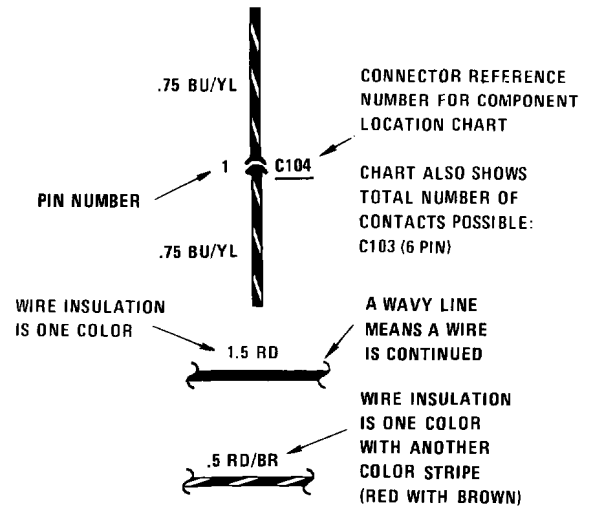 .75 BU/YL
CONNECTOR REFERENCE
NUMBER FOR COMPONENT
LOCATION CHART
1
C104
PIN NUMBER
CHART ALSO SHOWS
TOTAL NUMBER OF
CONTACTS POSSIBLE:
C103 (6 PIN)
.75 BU/YL
WIRE INSULATION
IS ONE COLOR
1.5 RD
A WAVY LINE
MEANS A WIRE
IS CONTINUED
.5 RD/BR
WIRE INSULATION
IS ONE COLOR
WITH ANOTHER
COLOR STRIPE
(RED WITH BROWN)